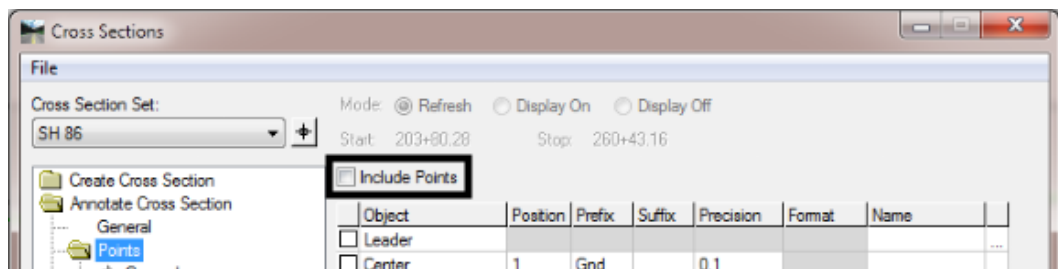 Cross Sections
File
Cross Section Set:
SH 86
Mode: Refresh Display On Display Off
Start: 203+80.28 Stop: 260+43.16
Include Points
Create Cross Section
Annotate Cross Section
General
Points
Object Position Prefix Suffix Precision Format Name
Leader ...
Center 1 Gnd 0.1